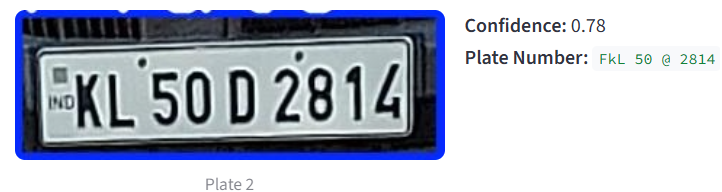 IND KL 50 D 2814
Confidence: 0.78
Plate Number: FkL 50 @ 2814
Plate 2